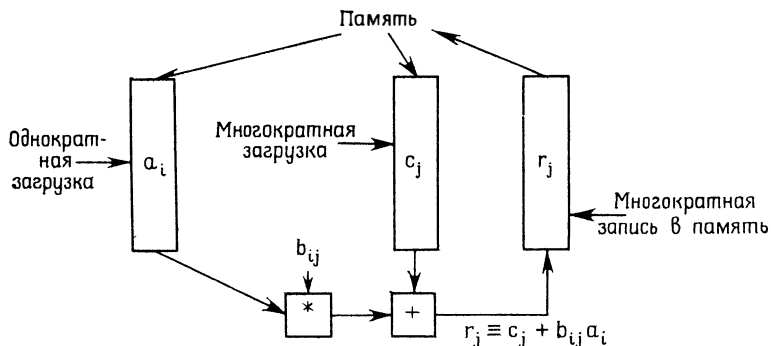 Память
Однократ-
ная
загрузка
a_i
Многократная
загрузка
c_j
r_j
Многократная
запись в память
b_ij
*
+
r_j ≡ c_j + b_ij a_i